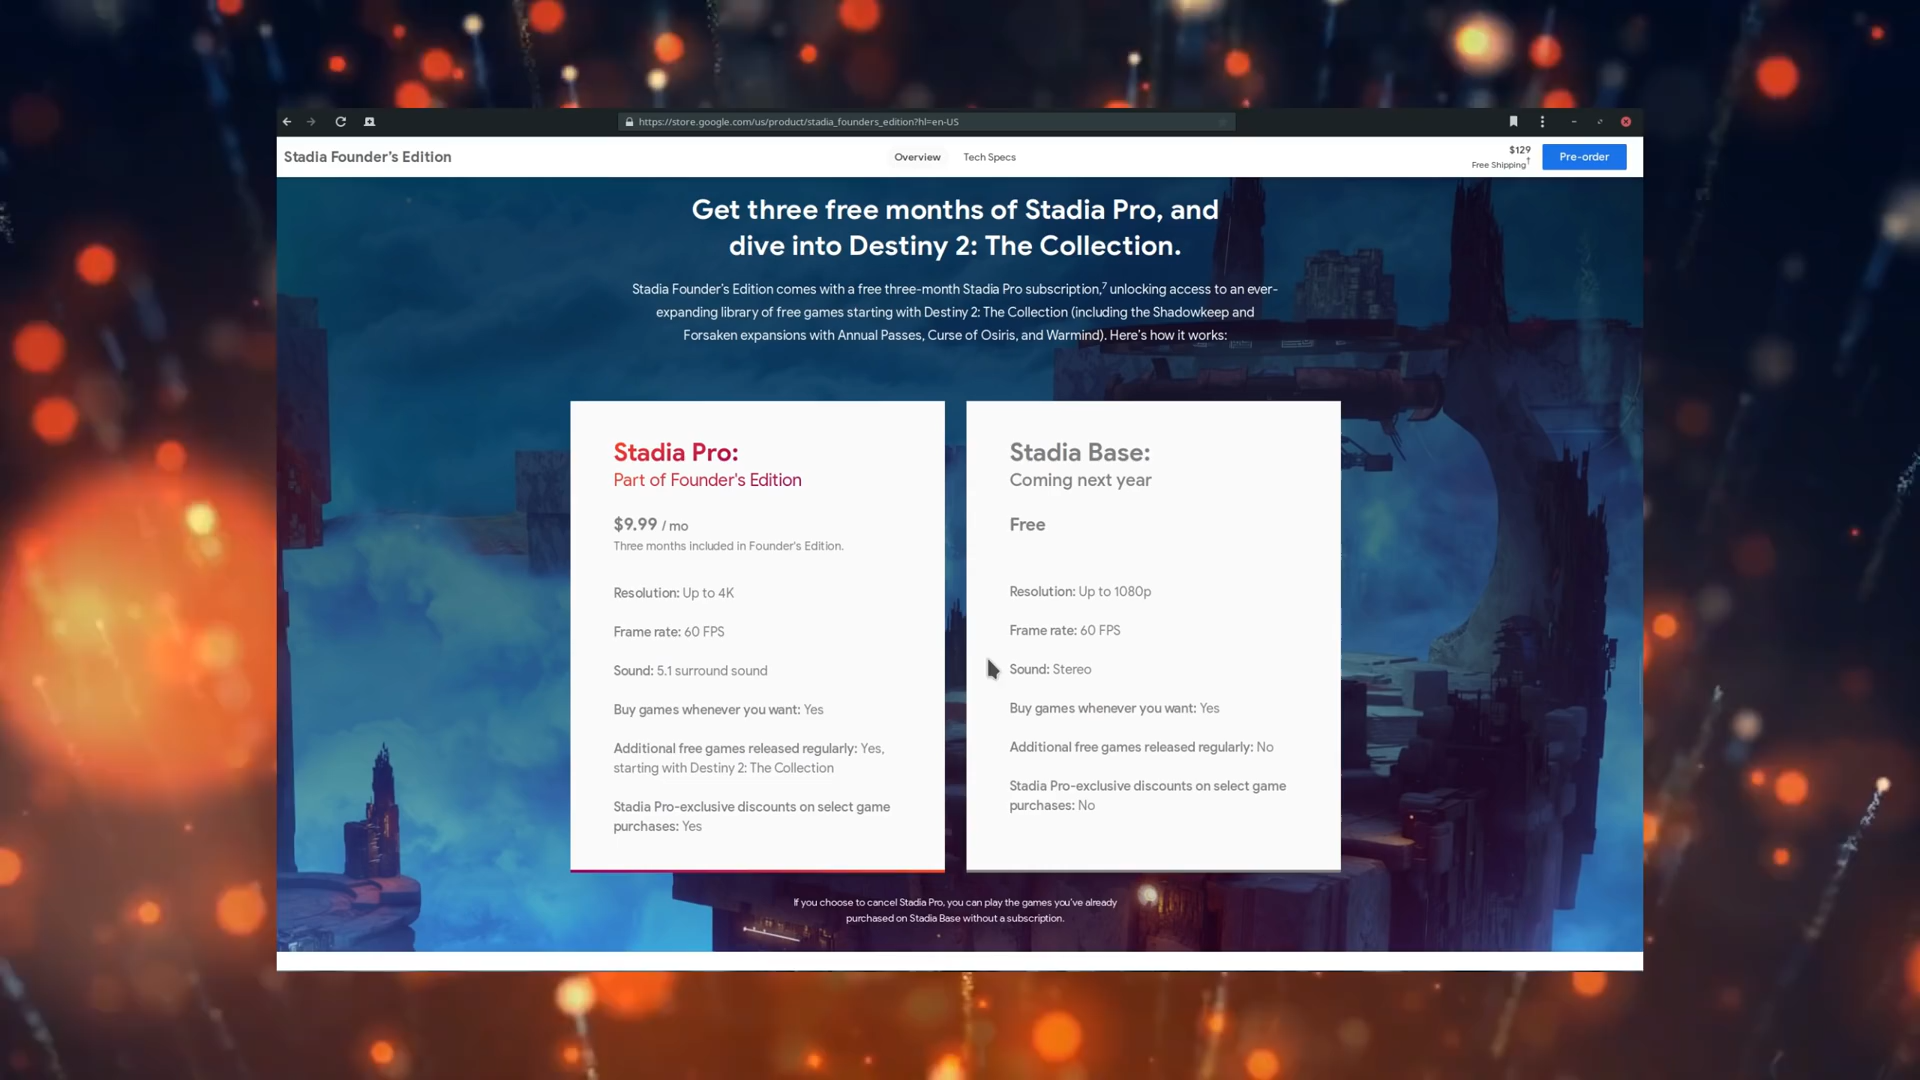 https://store.google.com/us/product/stadia_founders_edition?hl=en-US
Stadia Founder's Edition
Overview
Tech Specs
$129
Free Shipping†
Pre-order
Get three free months of Stadia Pro, and
dive into Destiny 2: The Collection.
Stadia Founder's Edition comes with a free three-month Stadia Pro subscription,7 unlocking access to an ever-
expanding library of free games starting with Destiny 2: The Collection (including the Shadowkeep and
Forsaken expansions with Annual Passes, Curse of Osiris, and Warmind). Here's how it works:
Stadia Pro:
Part of Founder's Edition
$9.99 / mo
Three months included in Founder's Edition.
Resolution: Up to 4K
Frame rate: 60 FPS
Sound: 5.1 surround sound
Buy games whenever you want: Yes
Additional free games released regularly: Yes,
starting with Destiny 2: The Collection
Stadia Pro-exclusive discounts on select game
purchases: Yes
Stadia Base:
Coming next year
Free
Resolution: Up to 1080p
Frame rate: 60 FPS
Sound: Stereo
Buy games whenever you want: Yes
Additional free games released regularly: No
Stadia Pro-exclusive discounts on select game
purchases: No
If you choose to cancel Stadia Pro, you can play the games you've already
purchased on Stadia Base without a subscription.